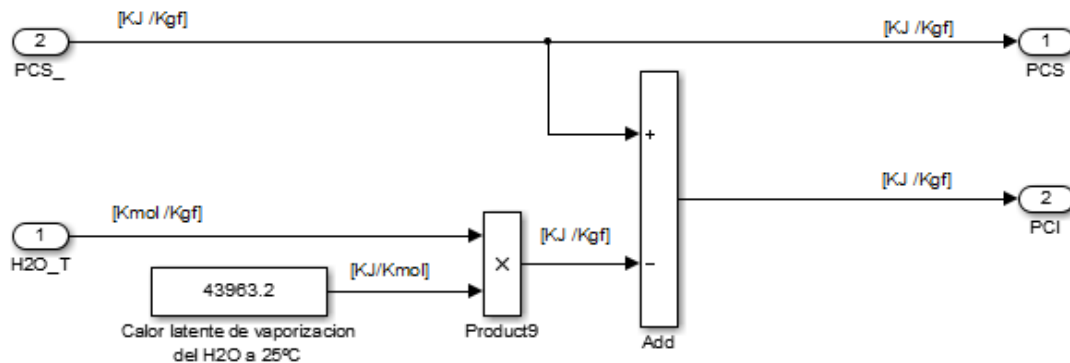 [KJ /Kgf]
[KJ /Kgf]
2
1
PCS_
PCS
+
[KJ /Kgf]
[Kmol /Kgf]
2
PCI
1
[KJ /Kgf]
H2O_T
×
−
[KJ/Kmol]
43963.2
Calor latente de vaporizacion
del H2O a 25ºC
Product9
Add